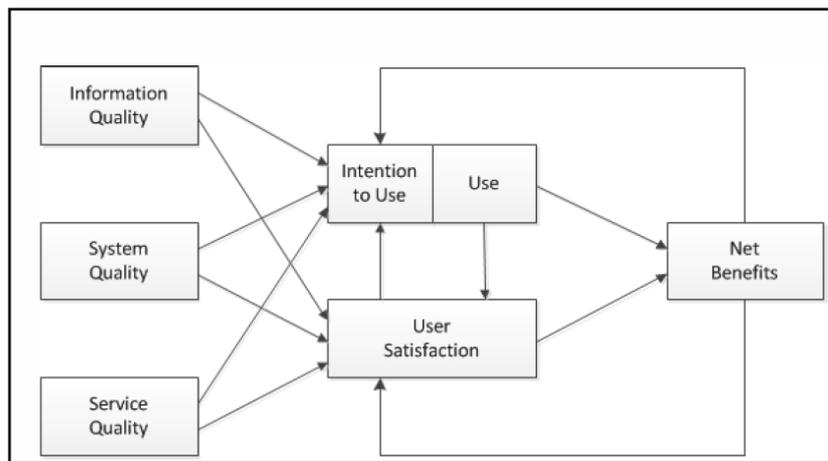 Information
Quality
Intention
to Use
Use
System
Quality
Net
Benefits
User
Satisfaction
Service
Quality